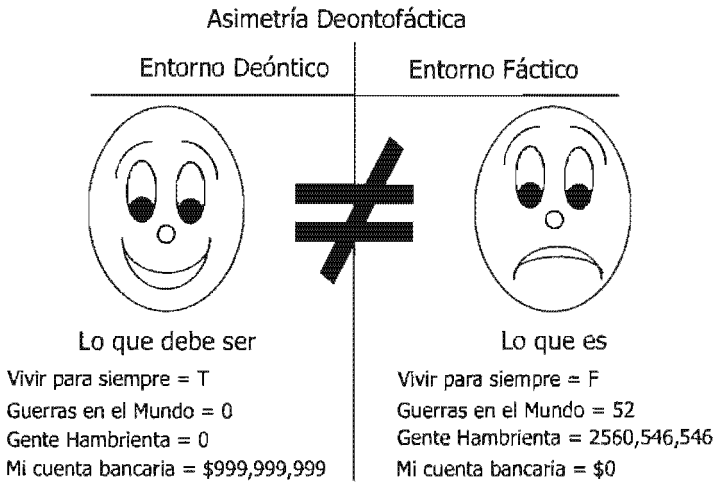 Asimetría Deontofáctica
Entorno Deóntico
Entorno Fáctico
Lo que debe ser
Vivir para siempre = T
Guerras en el Mundo = 0
Gente Hambrienta = 0
Mi cuenta bancaria = $999,999,999
Lo que es
Vivir para siempre = F
Guerras en el Mundo = 52
Gente Hambrienta = 2560,546,546
Mi cuenta bancaria = $0